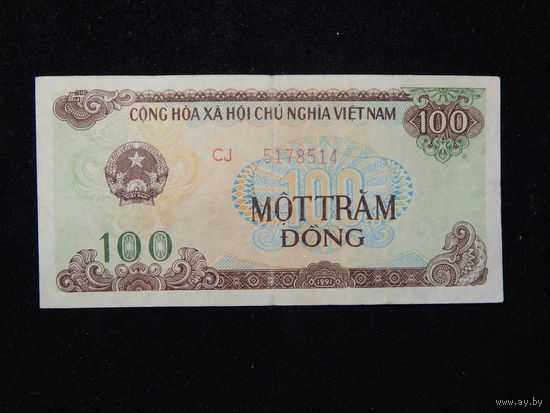 CỘNG HÒA XÃ HỘI CHỦ NGHĨA VIỆT NAM
100
CJ 5178514
100
MỘT TRĂM
ĐỒNG
100
1991
www.ay.by